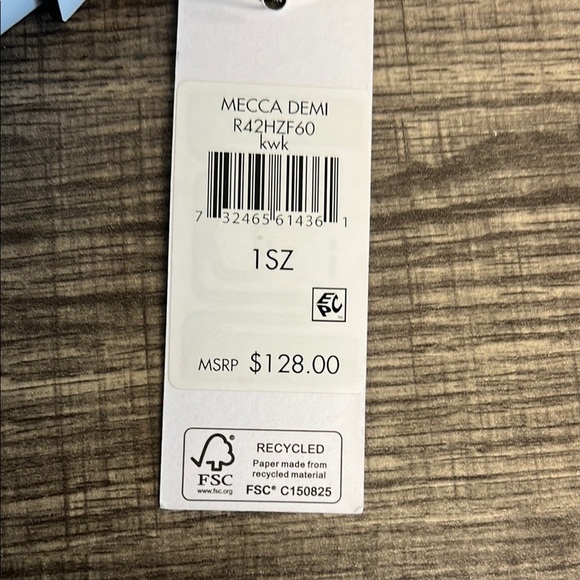 MECCA DEMI
R42HZF60
kwk
7 32465 61436 1
1SZ
EPC
MSRP $128.00
FSC
www.fsc.org
RECYCLED
Paper made from
recycled material
FSC® C150825